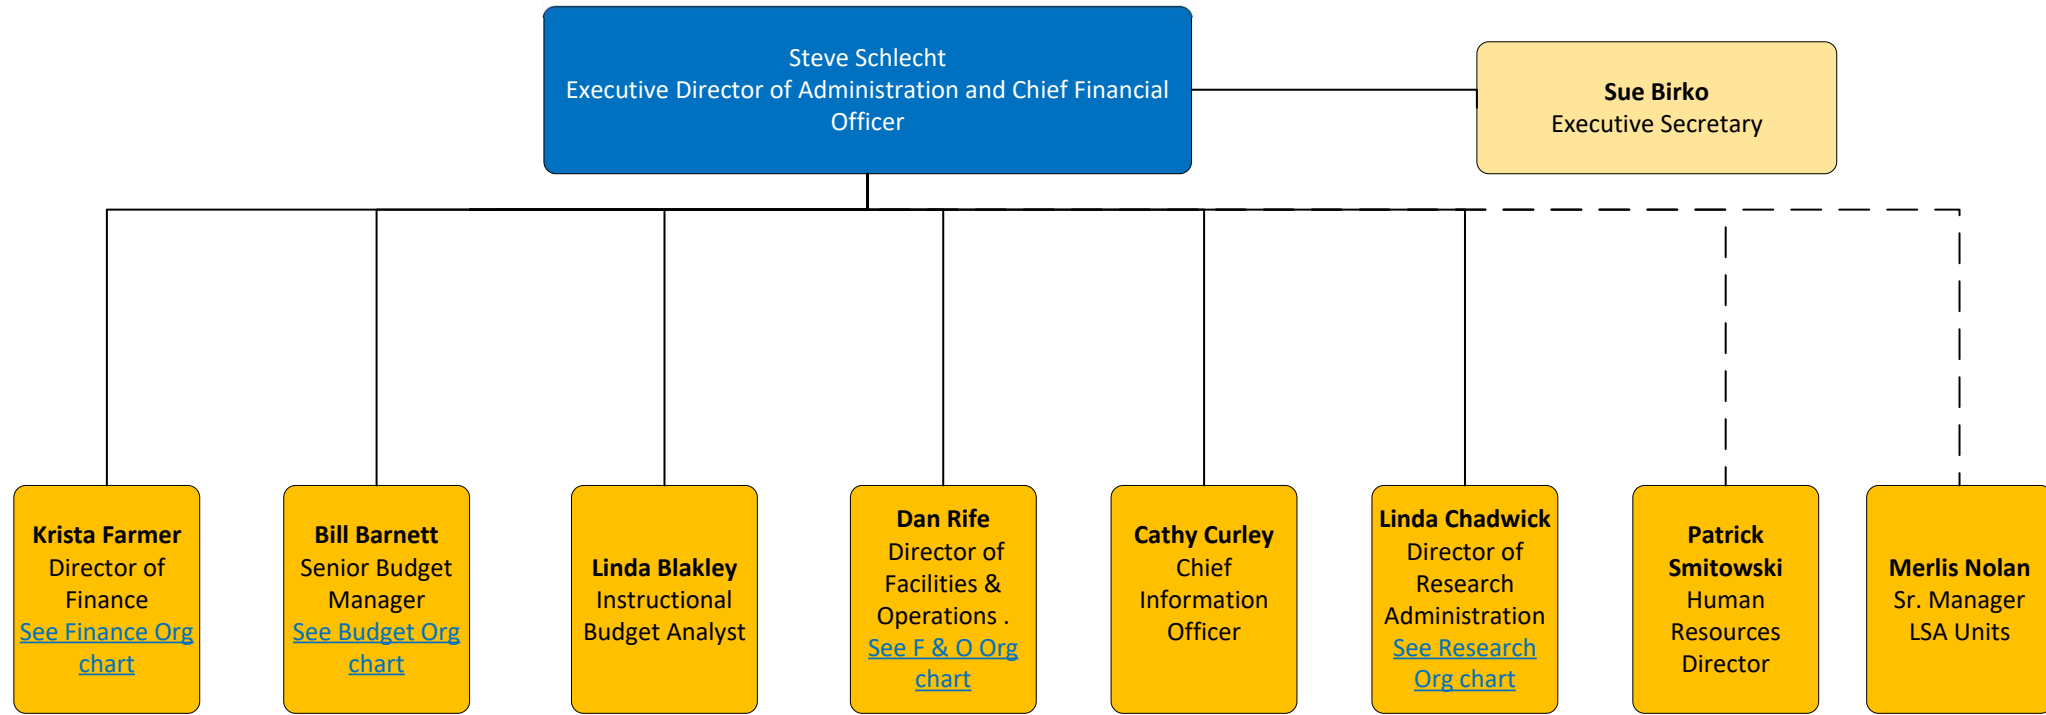 Steve Schlecht
Executive Director of Administration and Chief Financial
Officer
Sue Birko
Executive Secretary
Krista Farmer
Director of
Finance
See Finance Org
chart
Bill Barnett
Senior Budget
Manager
See Budget Org
chart
Linda Blakley
Instructional
Budget Analyst
Dan Rife
Director of
Facilities &
Operations .
See F & O Org
chart
Cathy Curley
Chief
Information
Officer
Linda Chadwick
Director of
Research
Administration
See Research
Org chart
Patrick
Smitowski
Human
Resources
Director
Merlis Nolan
Sr. Manager
LSA Units